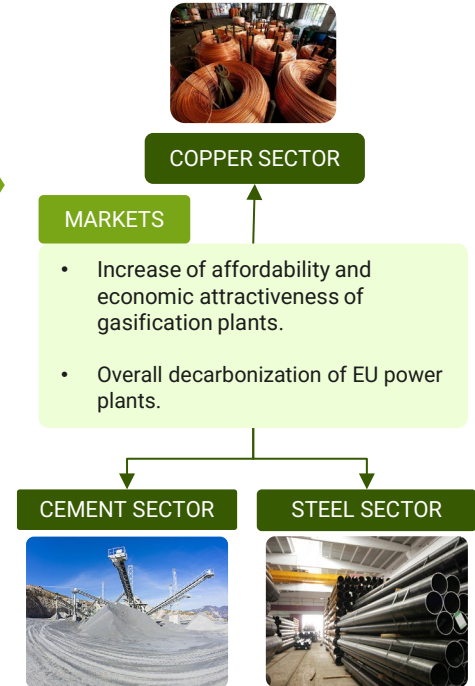 COPPER SECTOR
MARKETS
• Increase of affordability and
economic attractiveness of
gasification plants.
• Overall decarbonization of EU power
plants.
CEMENT SECTOR
STEEL SECTOR